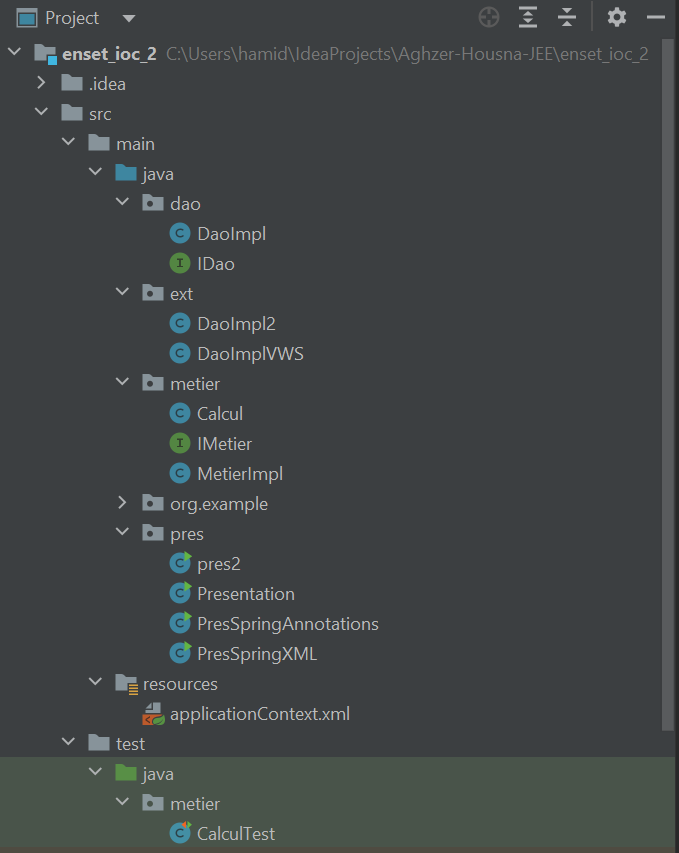 Project
enset_ioc_2 C:\Users\hamid\IdeaProjects\Aghzer-Housna-JEE\enset_ioc_2
.idea
src
main
java
dao
C DaoImpl
I IDao
ext
C DaoImpl2
C DaoImplVWS
metier
C Calcul
I IMetier
C MetierImpl
org.example
pres
C pres2
C Presentation
C PresSpringAnnotations
C PresSpringXML
resources
applicationContext.xml
test
java
metier
C CalculTest